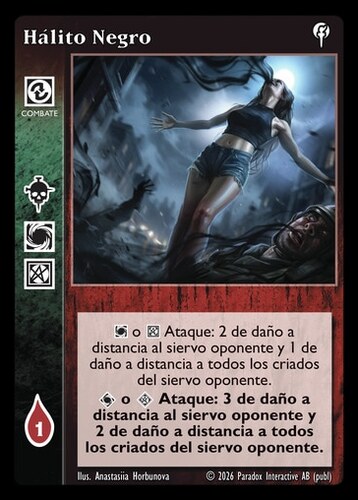 Hálito Negro
COMBATE
o Ataque: 2 de daño a
distancia al siervo oponente y 1 de
daño a distancia a todos los criados
del siervo oponente.
o Ataque: 3 de daño a
distancia al siervo oponente y
2 de daño a distancia a todos
los criados del siervo oponente.
1
Ilus. Anastasiia Horbunova © 2026 Paradox Interactive AB (publ)